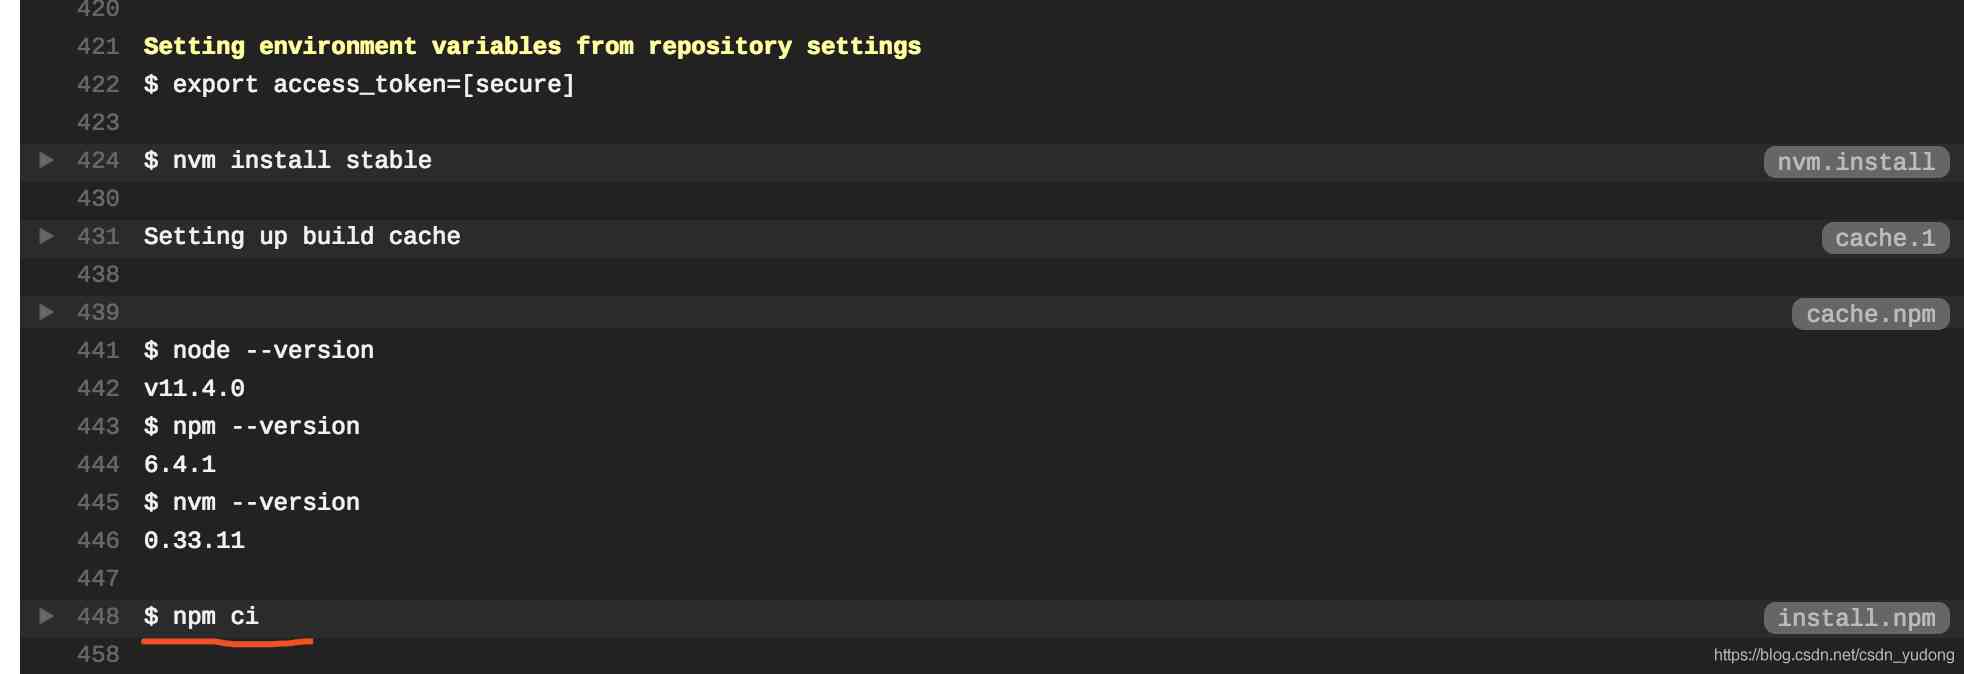 420
421 Setting environment variables from repository settings
422 $ export access_token=[secure]
423
424 $ nvm install stable nvm.install
430
431 Setting up build cache cache.1
438
439 cache.npm
441 $ node --version
442 v11.4.0
443 $ npm --version
444 6.4.1
445 $ nvm --version
446 0.33.11
447
448 $ npm ci install.npm
458
https://blog.csdn.net/csdn_yudong